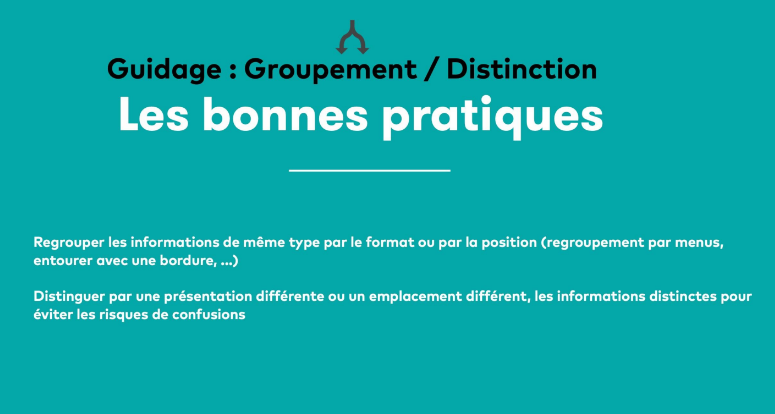 Guidage : Groupement / Distinction
Les bonnes pratiques
Regrouper les informations de même type par le format ou par la position (regroupement par menus,
entourer avec une bordure, ...)
Distinguer par une présentation différente ou un emplacement différent, les informations distinctes pour
éviter les risques de confusions